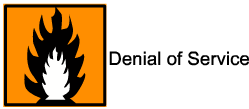 Denial of Service